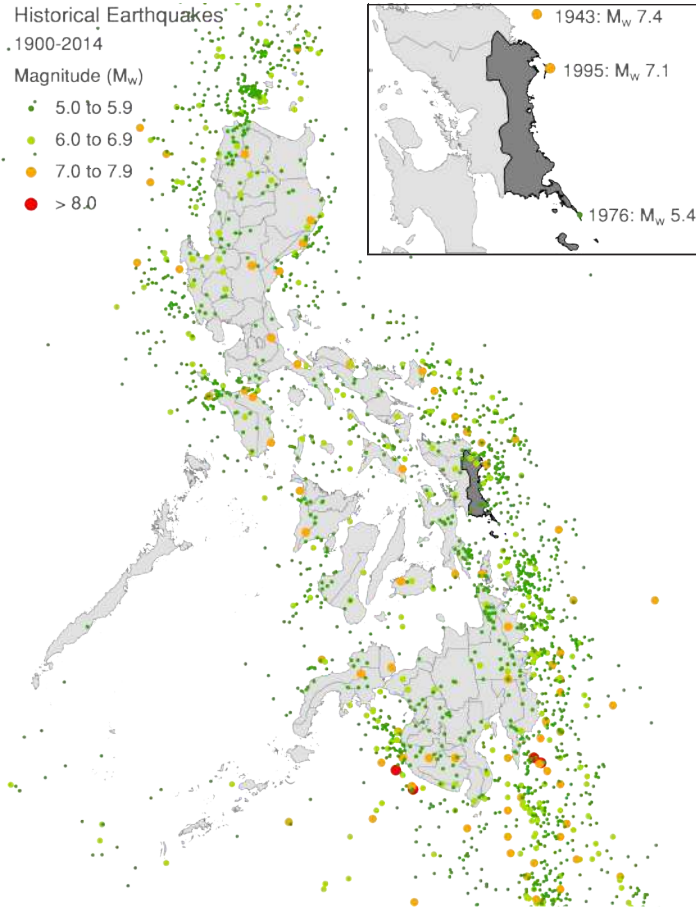 Historical Earthquakes
1900-2014
Magnitude (Mw)
5.0 to 5.9
6.0 to 6.9
7.0 to 7.9
> 8.0
1943: Mw 7.4
1995: Mw 7.1
1976: Mw 5.4